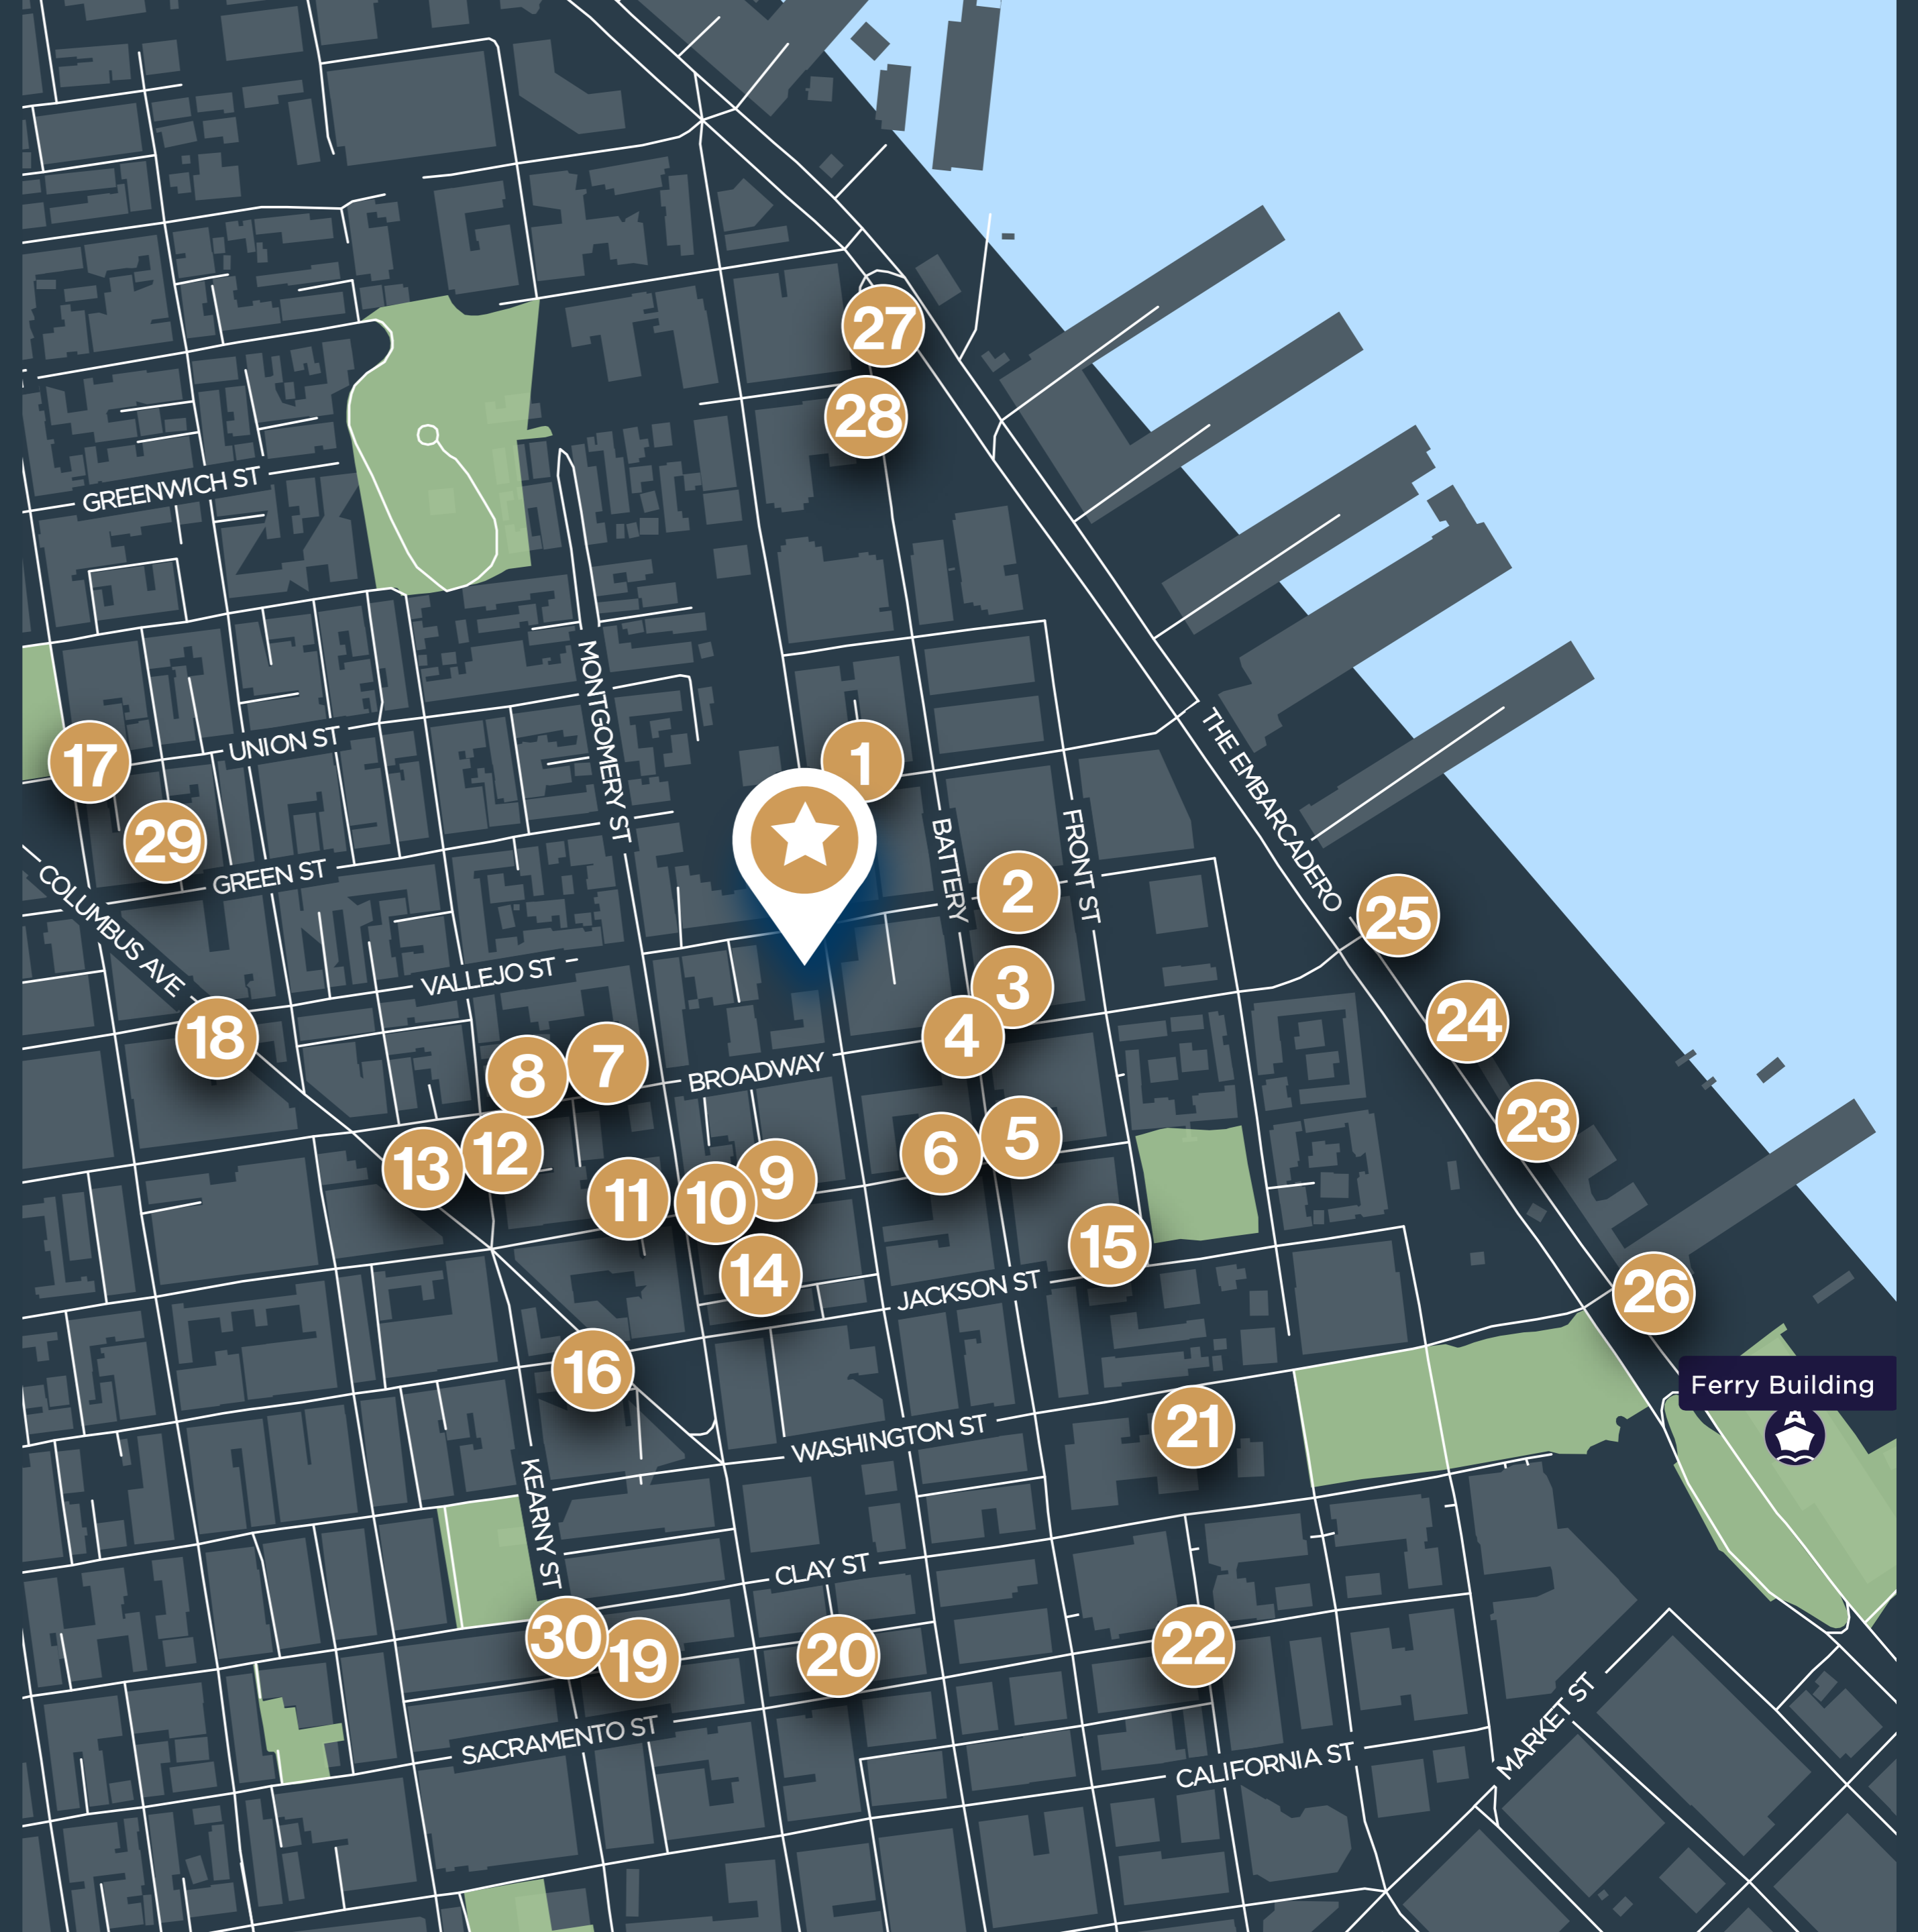 27
28
GREENWICH ST
MONTGOMERY ST
UNION ST
17
1
THE EMBARCADERO
29
GREEN ST
BATTERY
FRONT ST
2
COLUMBUS AVE
25
VALLEJO ST
3
18
4
24
8
7
BROADWAY
23
13
12
6
5
11
10
9
15
14
JACKSON ST
26
16
Ferry Building
WASHINGTON ST
21
KEARNY ST
CLAY ST
30
19
20
22
SACRAMENTO ST
MARKET ST
CALIFORNIA ST